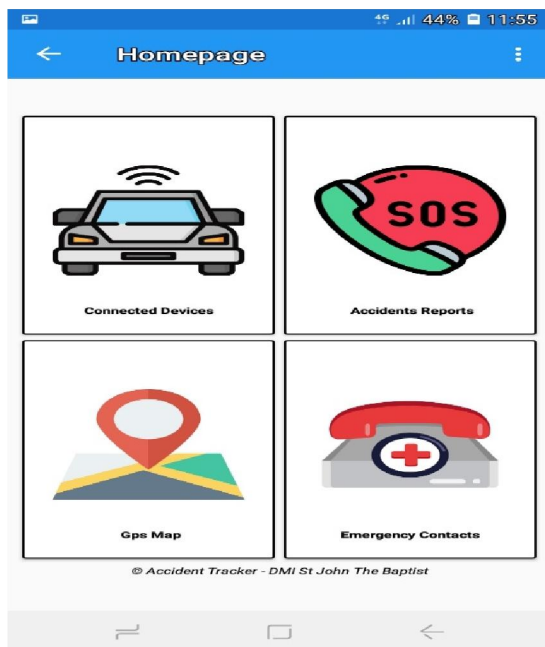 4G 44% 11:55
Homepage
SOS
Connected Devices Accidents Reports
Gps Map Emergency Contacts
© Accident Tracker - DMI St John The Baptist